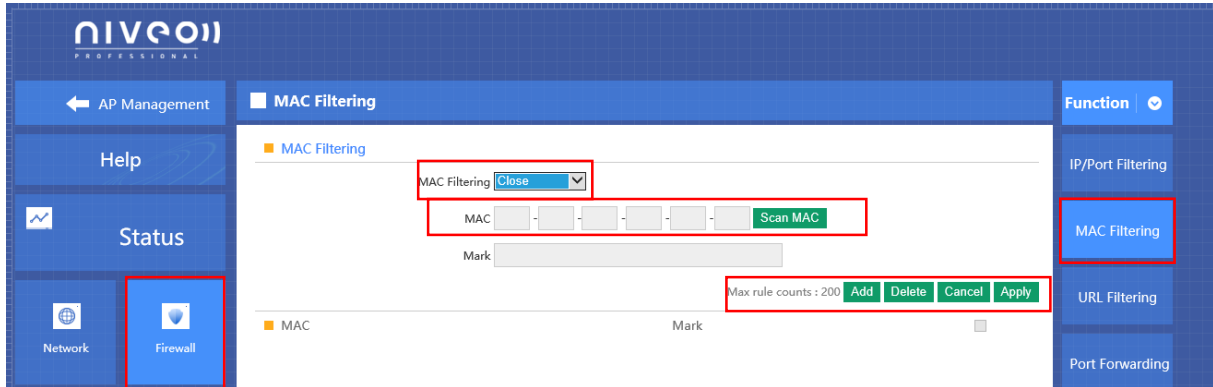 niveo
PROFESSIONAL
AP Management
MAC Filtering
Function
Help
MAC Filtering
IP/Port Filtering
MAC Filtering Close
MAC - - - - - Scan MAC
MAC Filtering
Status
Mark
Max rule counts : 200 Add Delete Cancel Apply
URL Filtering
MAC Mark
Network
Firewall
Port Forwarding